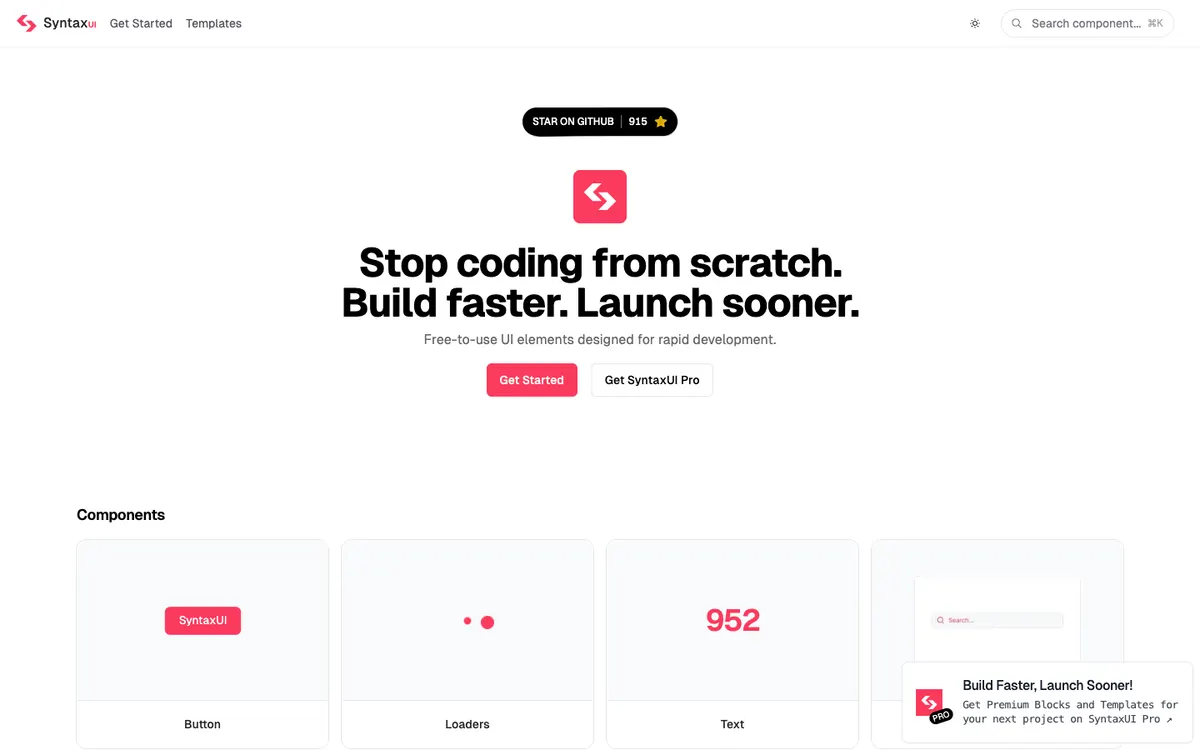 SyntaxUI Get Started Templates Search component... ⌘K
STAR ON GITHUB | 915
Stop coding from scratch.
Build faster. Launch sooner.
Free-to-use UI elements designed for rapid development.
Get Started Get SyntaxUI Pro
Components
SyntaxUI
952
Search...
Button
Loaders
Text
Build Faster, Launch Sooner!
PRO
Get Premium Blocks and Templates for
your next project on SyntaxUI Pro ↗